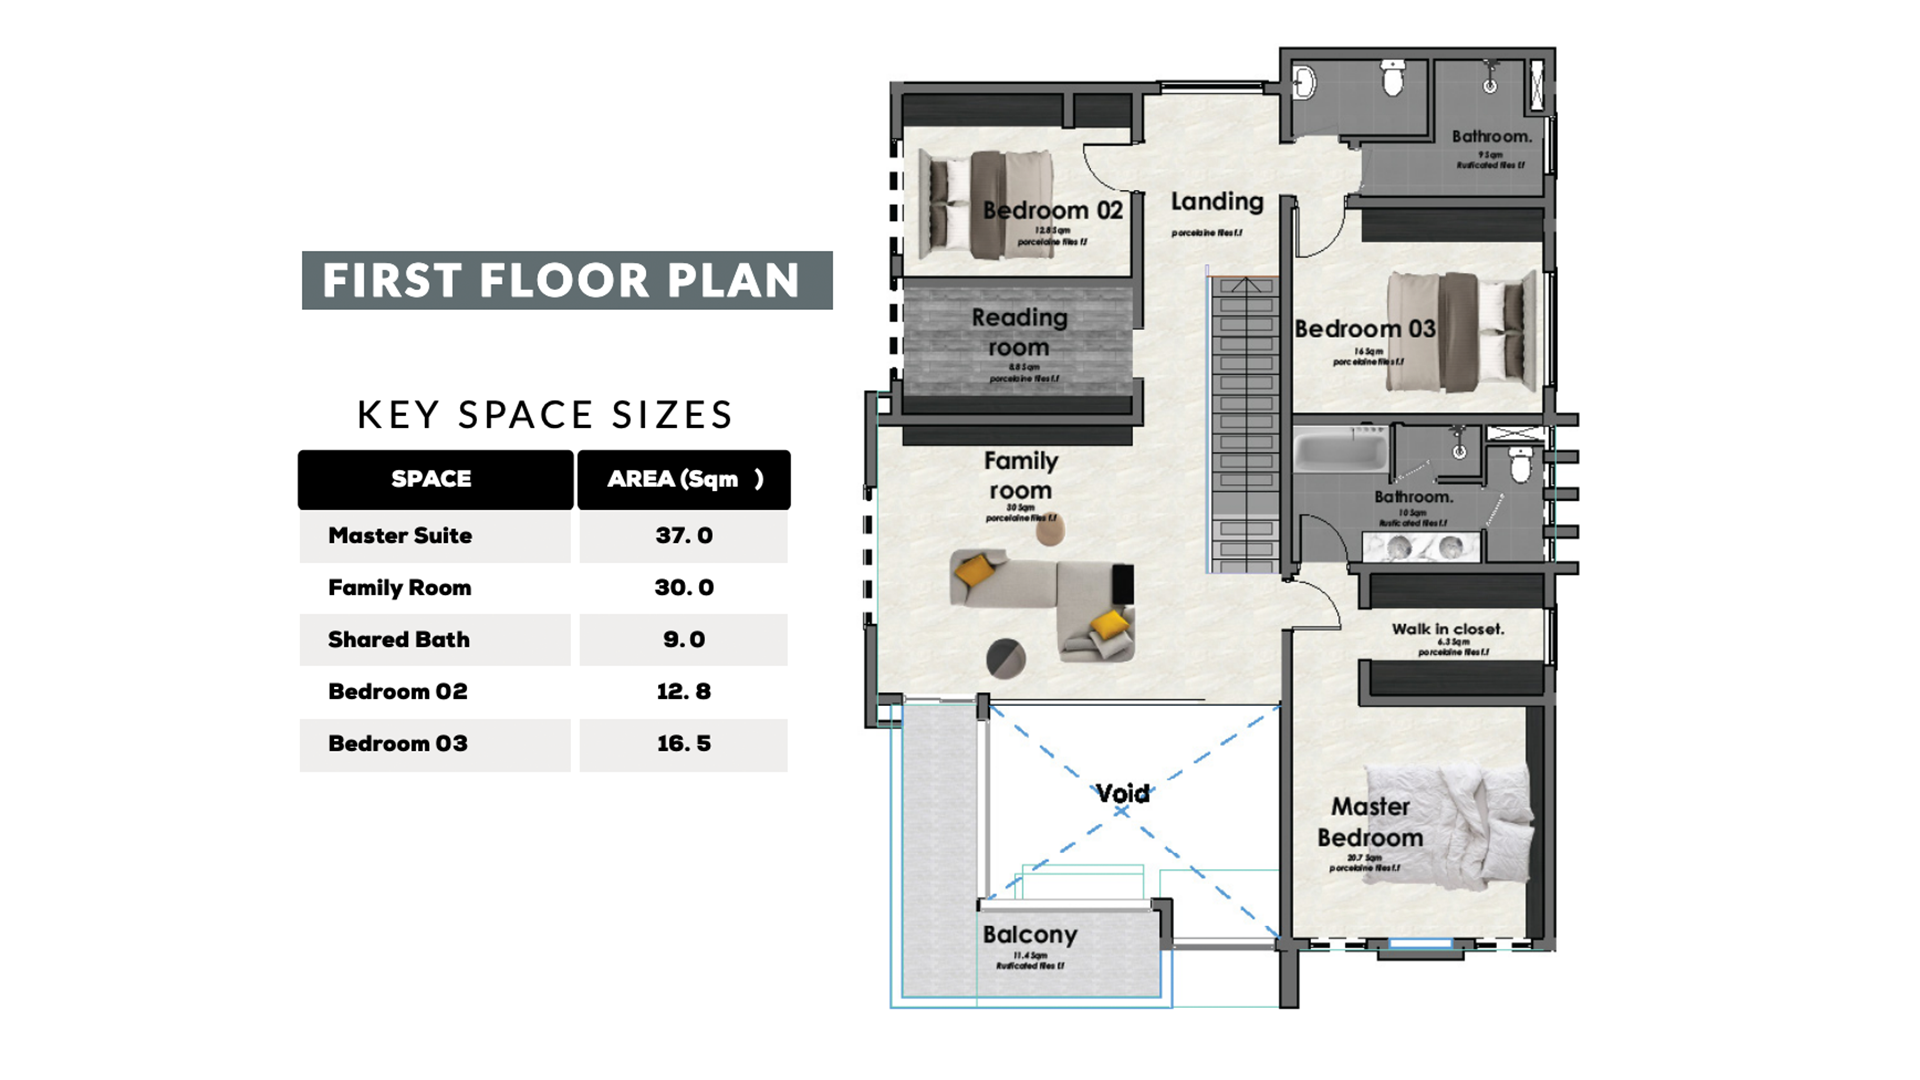 FIRST FLOOR PLAN
KEY SPACE SIZES
SPACE AREA (Sqm )
Master Suite 37. 0
Family Room 30. 0
Shared Bath 9. 0
Bedroom 02 12. 8
Bedroom 03 16. 5
Bathroom.
9 Sqm
Rusticated tiles f.f
Landing
porcelaine tiles f.f
Bedroom 02
12.8 Sqm
porcelaine tiles f.f
Reading
room
8.8 Sqm
porcelaine tiles f.f
Bedroom 03
16 Sqm
porcelaine tiles f.f
Family
room
30 Sqm
porcelaine tiles f.f
Bathroom.
10 Sqm
Rusticated tiles f.f
Walk in closet.
6.3 Sqm
porcelaine tiles f.f
Void
Master
Bedroom
20.7 Sqm
porcelaine tiles f.f
Balcony
11.4 Sqm
Rusticated tiles f.f